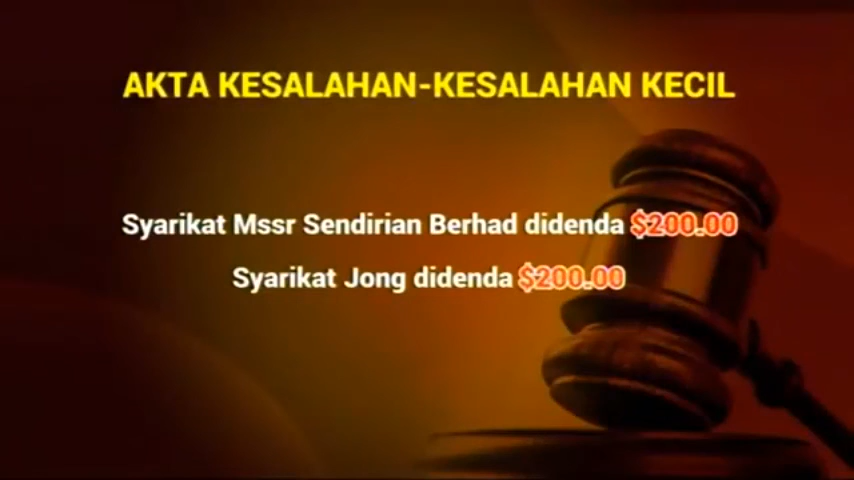 AKTA KESALAHAN-KESALAHAN KECIL
Syarikat Mssr Sendirian Berhad didenda $200.00
Syarikat Jong didenda $200.00